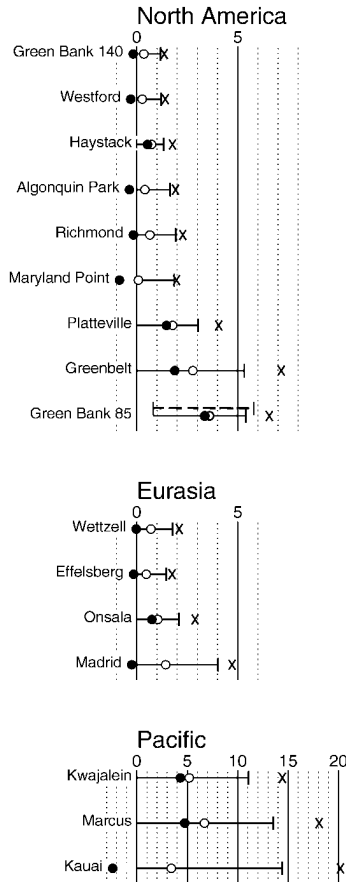 North America
0 5
Green Bank 140
Westford
Haystack
Algonquin Park
Richmond
Maryland Point
Platteville
Greenbelt
Green Bank 85
Eurasia
0 5
Wettzell
Effelsberg
Onsala
Madrid
Pacific
0 5 10 15 20
Kwajalein
Marcus
Kauai